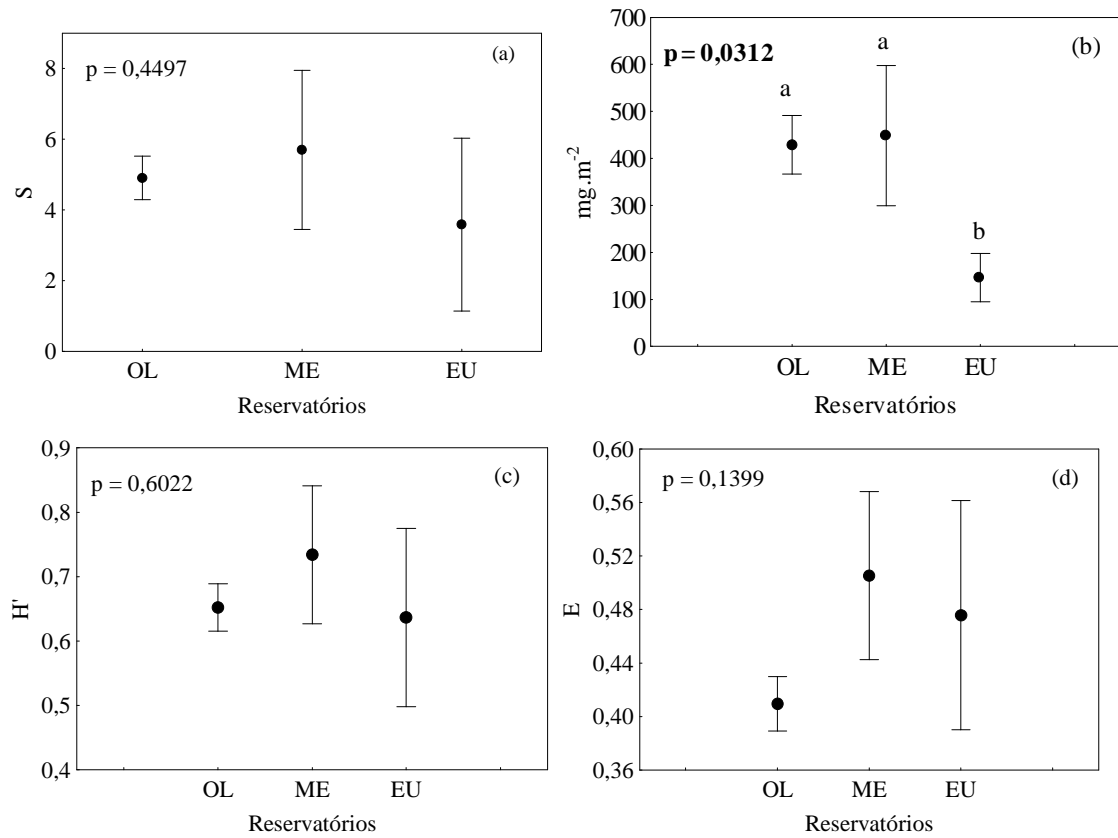 (a)
p = 0,4497
8
6
4
2
0
S
OL ME EU
Reservatórios
(b)
p = 0,0312
a
a
b
700
600
500
400
300
200
100
0
mg.m-2
OL ME EU
Reservatórios
(c)
p = 0,6022
0,9
0,8
0,7
0,6
0,5
0,4
H'
OL ME EU
Reservatórios
(d)
p = 0,1399
0,60
0,56
0,52
0,48
0,44
0,40
0,36
E
OL ME EU
Reservatórios